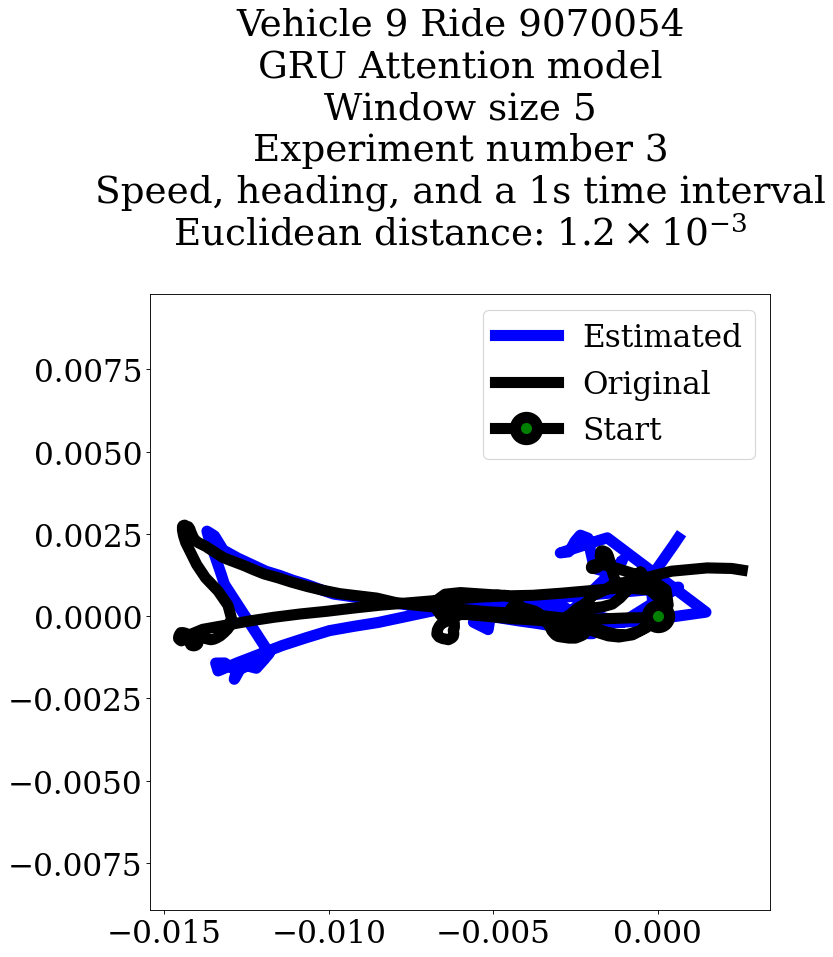 Vehicle 9 Ride 9070054
GRU Attention model
Window size 5
Experiment number 3
Speed, heading, and a 1s time interval
Euclidean distance: 1.2 × 10⁻³
Estimated
Original
Start
0.0075
0.0050
0.0025
0.0000
−0.0025
−0.0050
−0.0075
−0.015 −0.010 −0.005 0.000